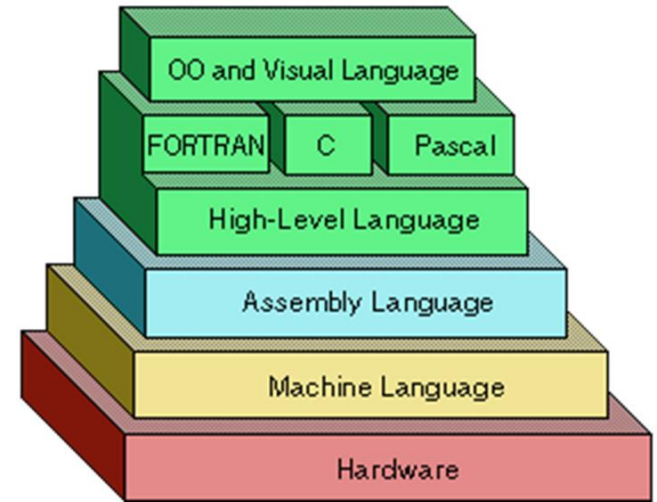 OO and Visual Language
FORTRAN C Pascal
High-Level Language
Assembly Language
Machine Language
Hardware